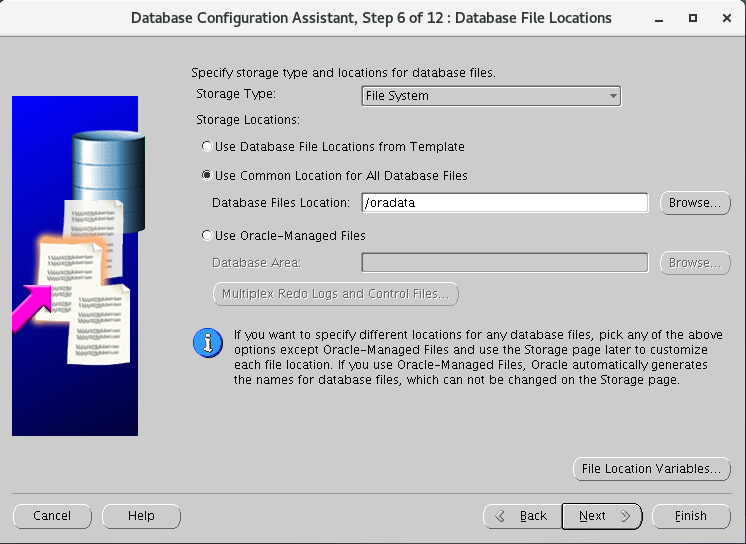 Database Configuration Assistant, Step 6 of 12 : Database File Locations
Specify storage type and locations for database files.
Storage Type:
File System
Storage Locations:
Use Database File Locations from Template
Use Common Location for All Database Files
Database Files Location:
/oradata
Browse...
Use Oracle-Managed Files
Database Area:
Browse...
Multiplex Redo Logs and Control Files...
If you want to specify different locations for any database files, pick any of the above
options except Oracle-Managed Files and use the Storage page later to customize
each file location. If you use Oracle-Managed Files, Oracle automatically generates
the names for database files, which can not be changed on the Storage page.
File Location Variables...
Cancel
Help
Back
Next
Finish